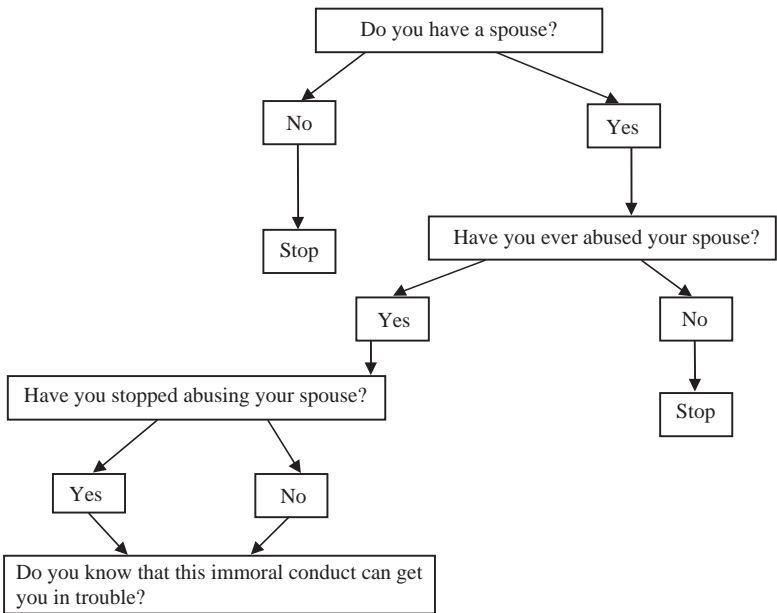 Do you have a spouse?
No
Yes
Stop
Have you ever abused your spouse?
Yes
No
Have you stopped abusing your spouse?
Stop
Yes
No
Do you know that this immoral conduct can get
you in trouble?